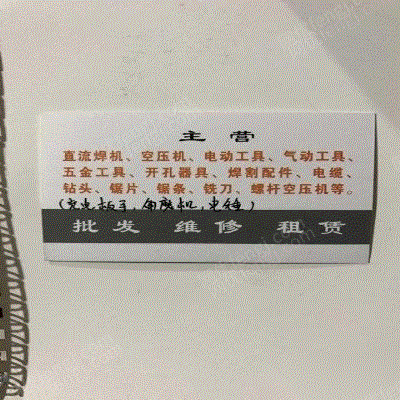 主 营
直流焊机、空压机、电动工具、气动工具、
五金工具、开孔器具、焊割配件、电缆、
钻头、锯片、锯条、铣刀、螺杆空压机等。
(充电扳手，角磨机，电锤)
批发 维修 租赁